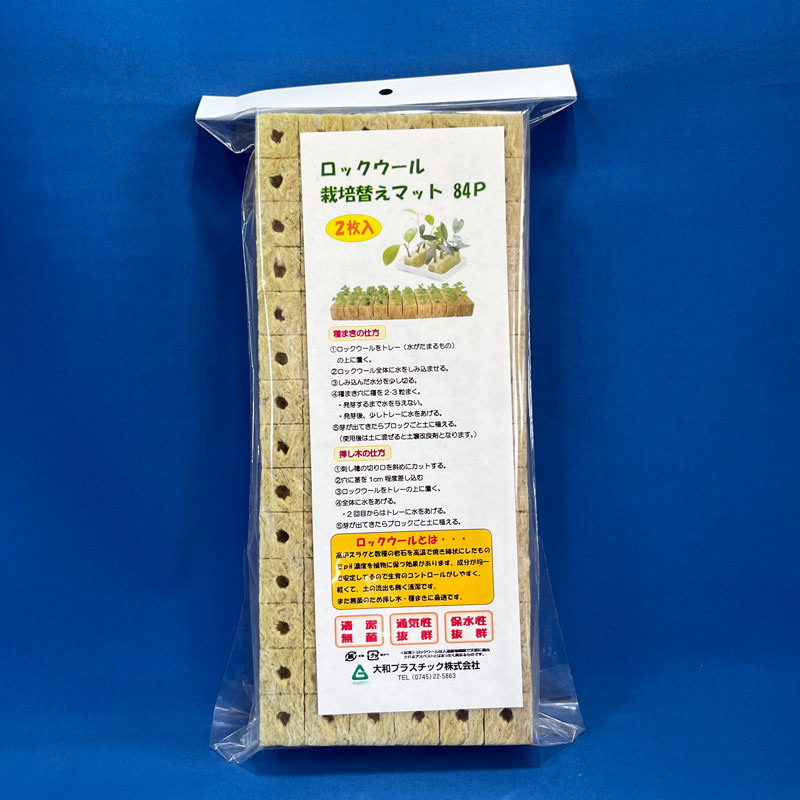 ロックウール
栽培替えマット 84P
2枚入
種まきの仕方
①ロックウールをトレー（水がたまるもの）
の上に置く。
②ロックウール全体に水をしみ込ませる。
③しみ込んだ水分を少し切る。
④種まき穴に種を2-3粒まく。
・発芽するまで水を与えない。
・発芽後、少しトレーに水をあげる。
⑤芽が出てきたらブロックごと土に植える。
（使用後は土に混ぜると土壌改良剤となります。）
挿し木の仕方
①刺し穂の切り口を斜めにカットする。
②穴に茎を1cm程度差し込む
③ロックウールをトレーの上に置く。
④全体に水をあげる。
・2回目からはトレーに水をあげる。
⑤芽が出てきたらブロックごと土に植える。
ロックウールとは・・・
高炉スラグと数種の岩石を高温で焼き綿状にしたもの
でpH濃度を植物に保つ効果があります。成分が均一
で安定してるので生育のコントロールがしやすく、
軽くて、土の流出も無く清潔です。
また無菌のため挿し木・種まきに最適です。
清潔 通気性 保水性
無菌 抜群 抜群
大和プラスチック株式会社
TEL (0745)22-5863